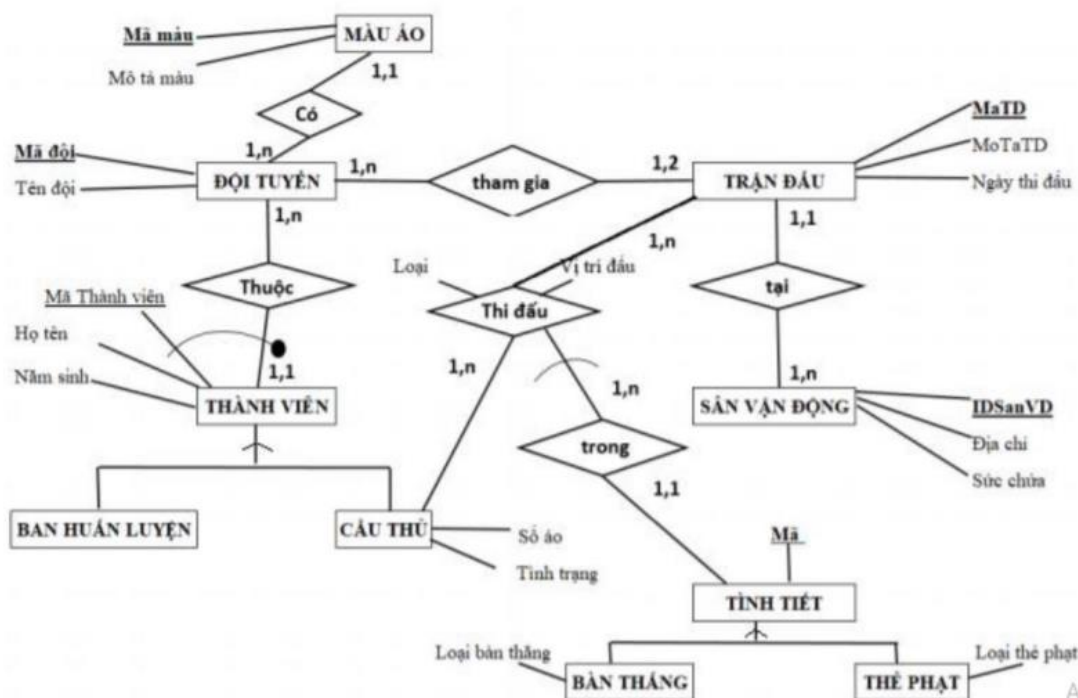 Mã màu
MÀU ÁO
Mô tả màu
1,1
Có
MaTD
1,n
Mã đội
1,n
1,2
MoTaTD
ĐỘI TUYỂN
tham gia
TRẬN ĐẤU
Tên đội
Ngày thi đấu
1,n
1,1
1,n
Loại
Vị trí đấu
Thuộc
tại
Mã Thành viên
Thi đấu
Họ tên
1,n
Năm sinh
1,1
1,n
1,n
THÀNH VIÊN
SÂN VẬN ĐỘNG
IDSanVD
Địa chỉ
trong
Sức chứa
1,1
BAN HUẤN LUYỆN
CẦU THỦ
Số áo
Mã
Tình trạng
TÌNH TIẾT
Loại bàn thắng
Loại thẻ phạt
BÀN THẮNG
THẺ PHẠT